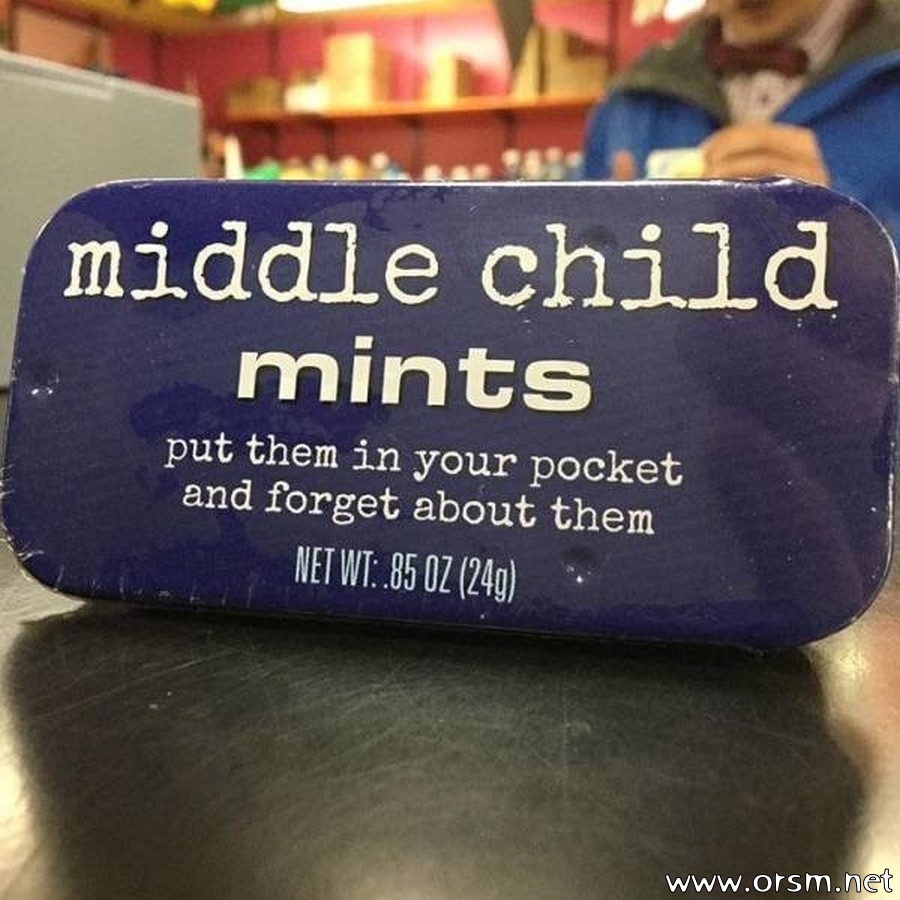 middle child
mints
put them in your pocket
and forget about them
NET WT: .85 OZ (24g)
www.orsm.net